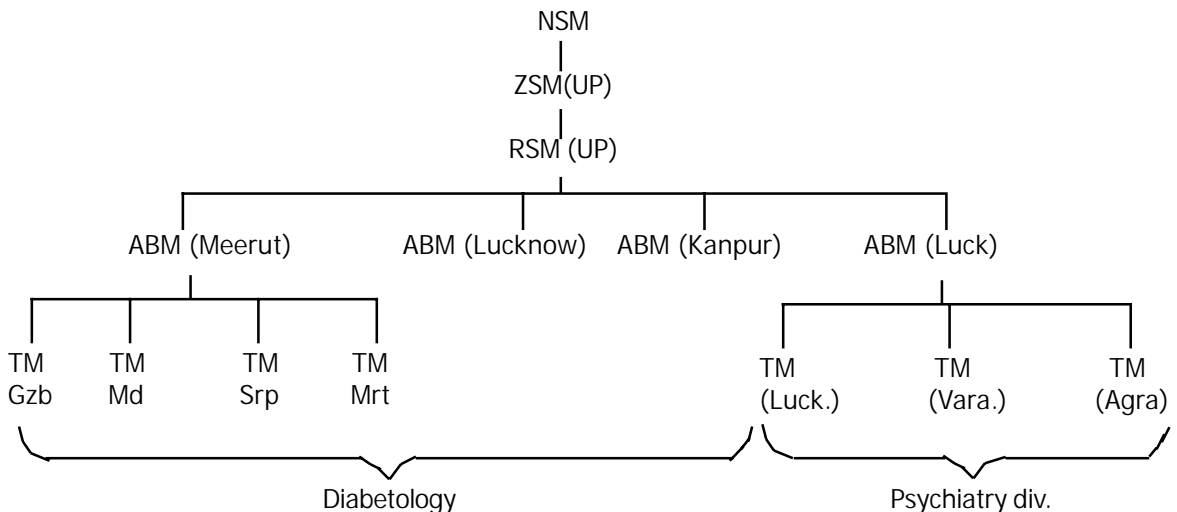 NSM
ZSM(UP)
RSM (UP)
ABM (Meerut)
ABM (Lucknow)
ABM (Kanpur)
ABM (Luck)
TM
Gzb
TM
Md
TM
Srp
TM
Mrt
TM
(Luck.)
TM
(Vara.)
TM
(Agra)
Diabetology
Psychiatry div.